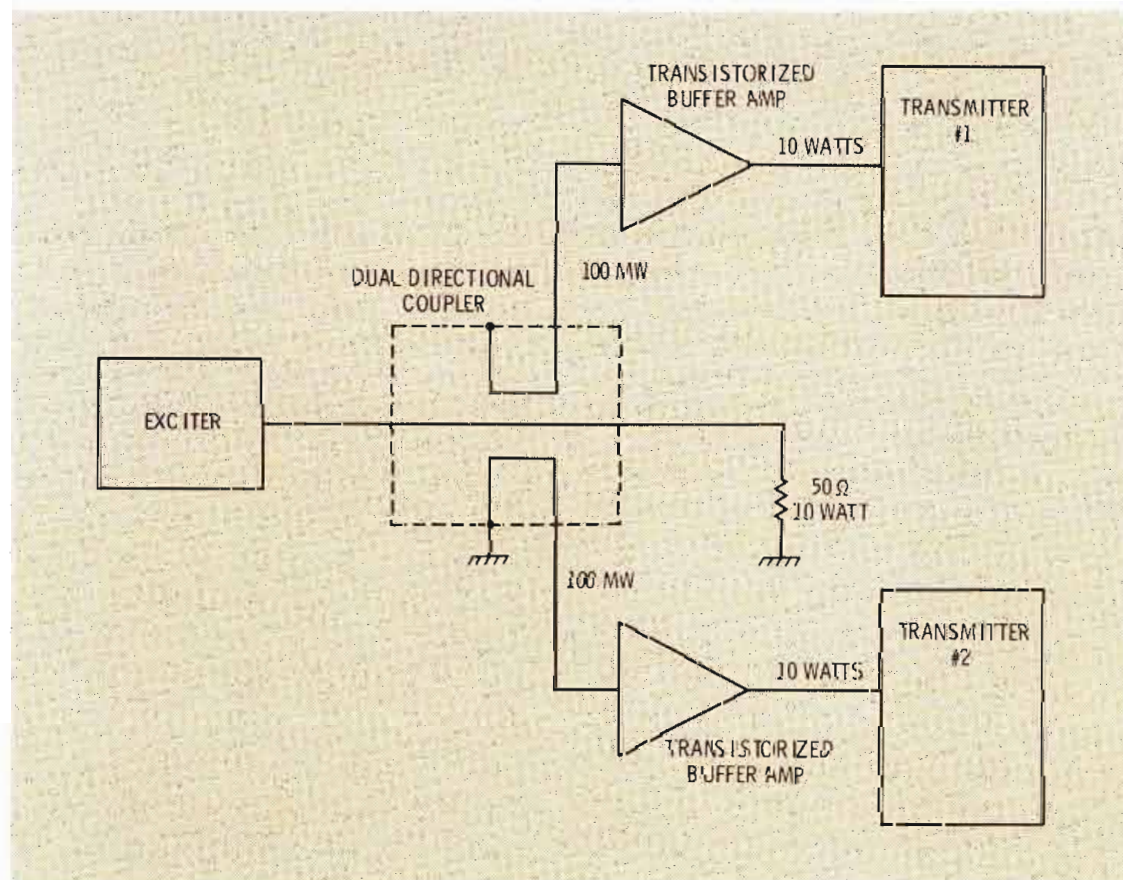 TRANSISTORIZED
BUFFER AMP
TRANSMITTER
#1
10 WATTS
100 MW
DUAL DIRECTIONAL
COUPLER
EXCITER
50Ω
10 WATT
100 MW
TRANSMITTER
#2
10 WATTS
TRANSISTORIZED
BUFFER AMP